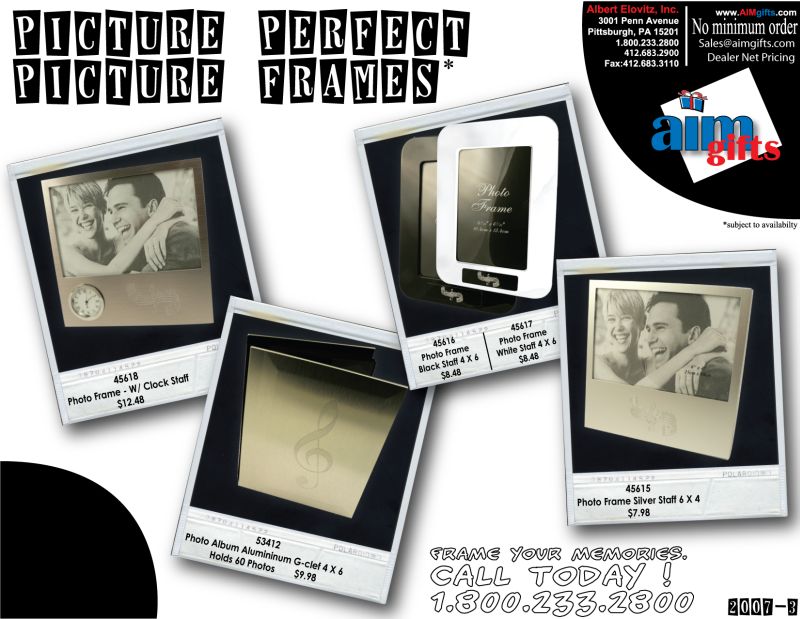 PICTURE PERFECT
PICTURE FRAMES*
Albert Elovitz, Inc.
3001 Penn Avenue
Pittsburgh, PA 15201
1.800.233.2800
412.683.2900
Fax:412.683.3110
www.AIMgifts.com
No minimum order
Sales@aimgifts.com
Dealer Net Pricing
aim
gifts
*subject to availabilty
45618
Photo Frame - W/ Clock Staff
$12.48
Photo
Frame
45616
Photo Frame
Black Staff 4 X 6
$8.48
45617
Photo Frame
White Staff 4 X 6
$8.48
53412
Photo Album Alumininum G-clef 4 X 6
Holds 60 Photos $9.98
POLAROID
45615
Photo Frame Silver Staff 6 X 4
$7.98
POLAROID
FRAME YOUR MEMORIES.
CALL TODAY !
1.800.233.2800
2007-3